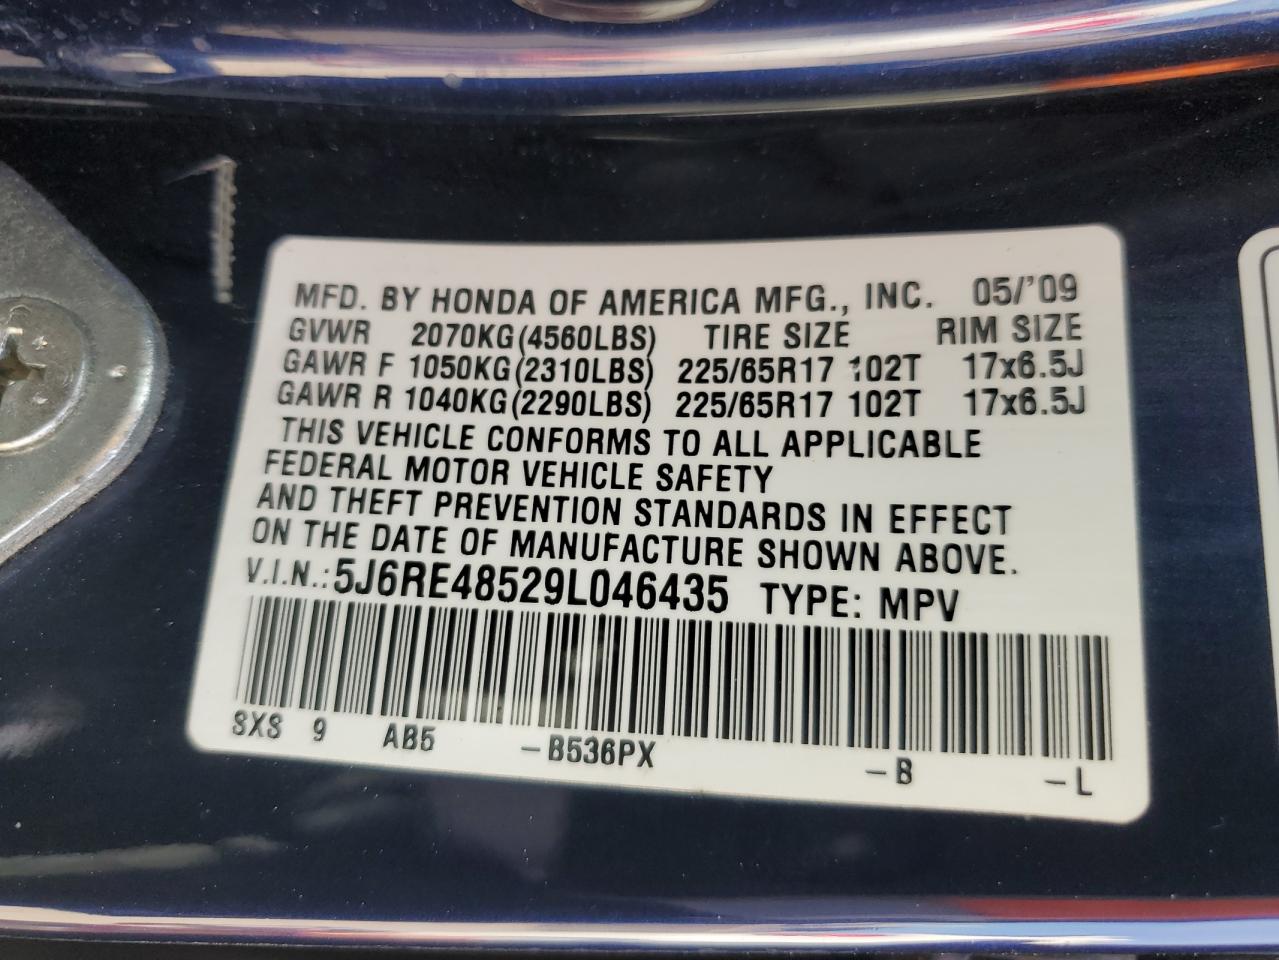 MFD. BY HONDA OF AMERICA MFG., INC. 05/'09
GVWR 2070KG(4560LBS) TIRE SIZE RIM SIZE
GAWR F 1050KG(2310LBS) 225/65R17 102T 17x6.5J
GAWR R 1040KG(2290LBS) 225/65R17 102T 17x6.5J
THIS VEHICLE CONFORMS TO ALL APPLICABLE
FEDERAL MOTOR VEHICLE SAFETY
AND THEFT PREVENTION STANDARDS IN EFFECT
ON THE DATE OF MANUFACTURE SHOWN ABOVE.
V.I.N.:5J6RE48529L046435 TYPE: MPV
SXS 9 AB5 -B536PX -B -L